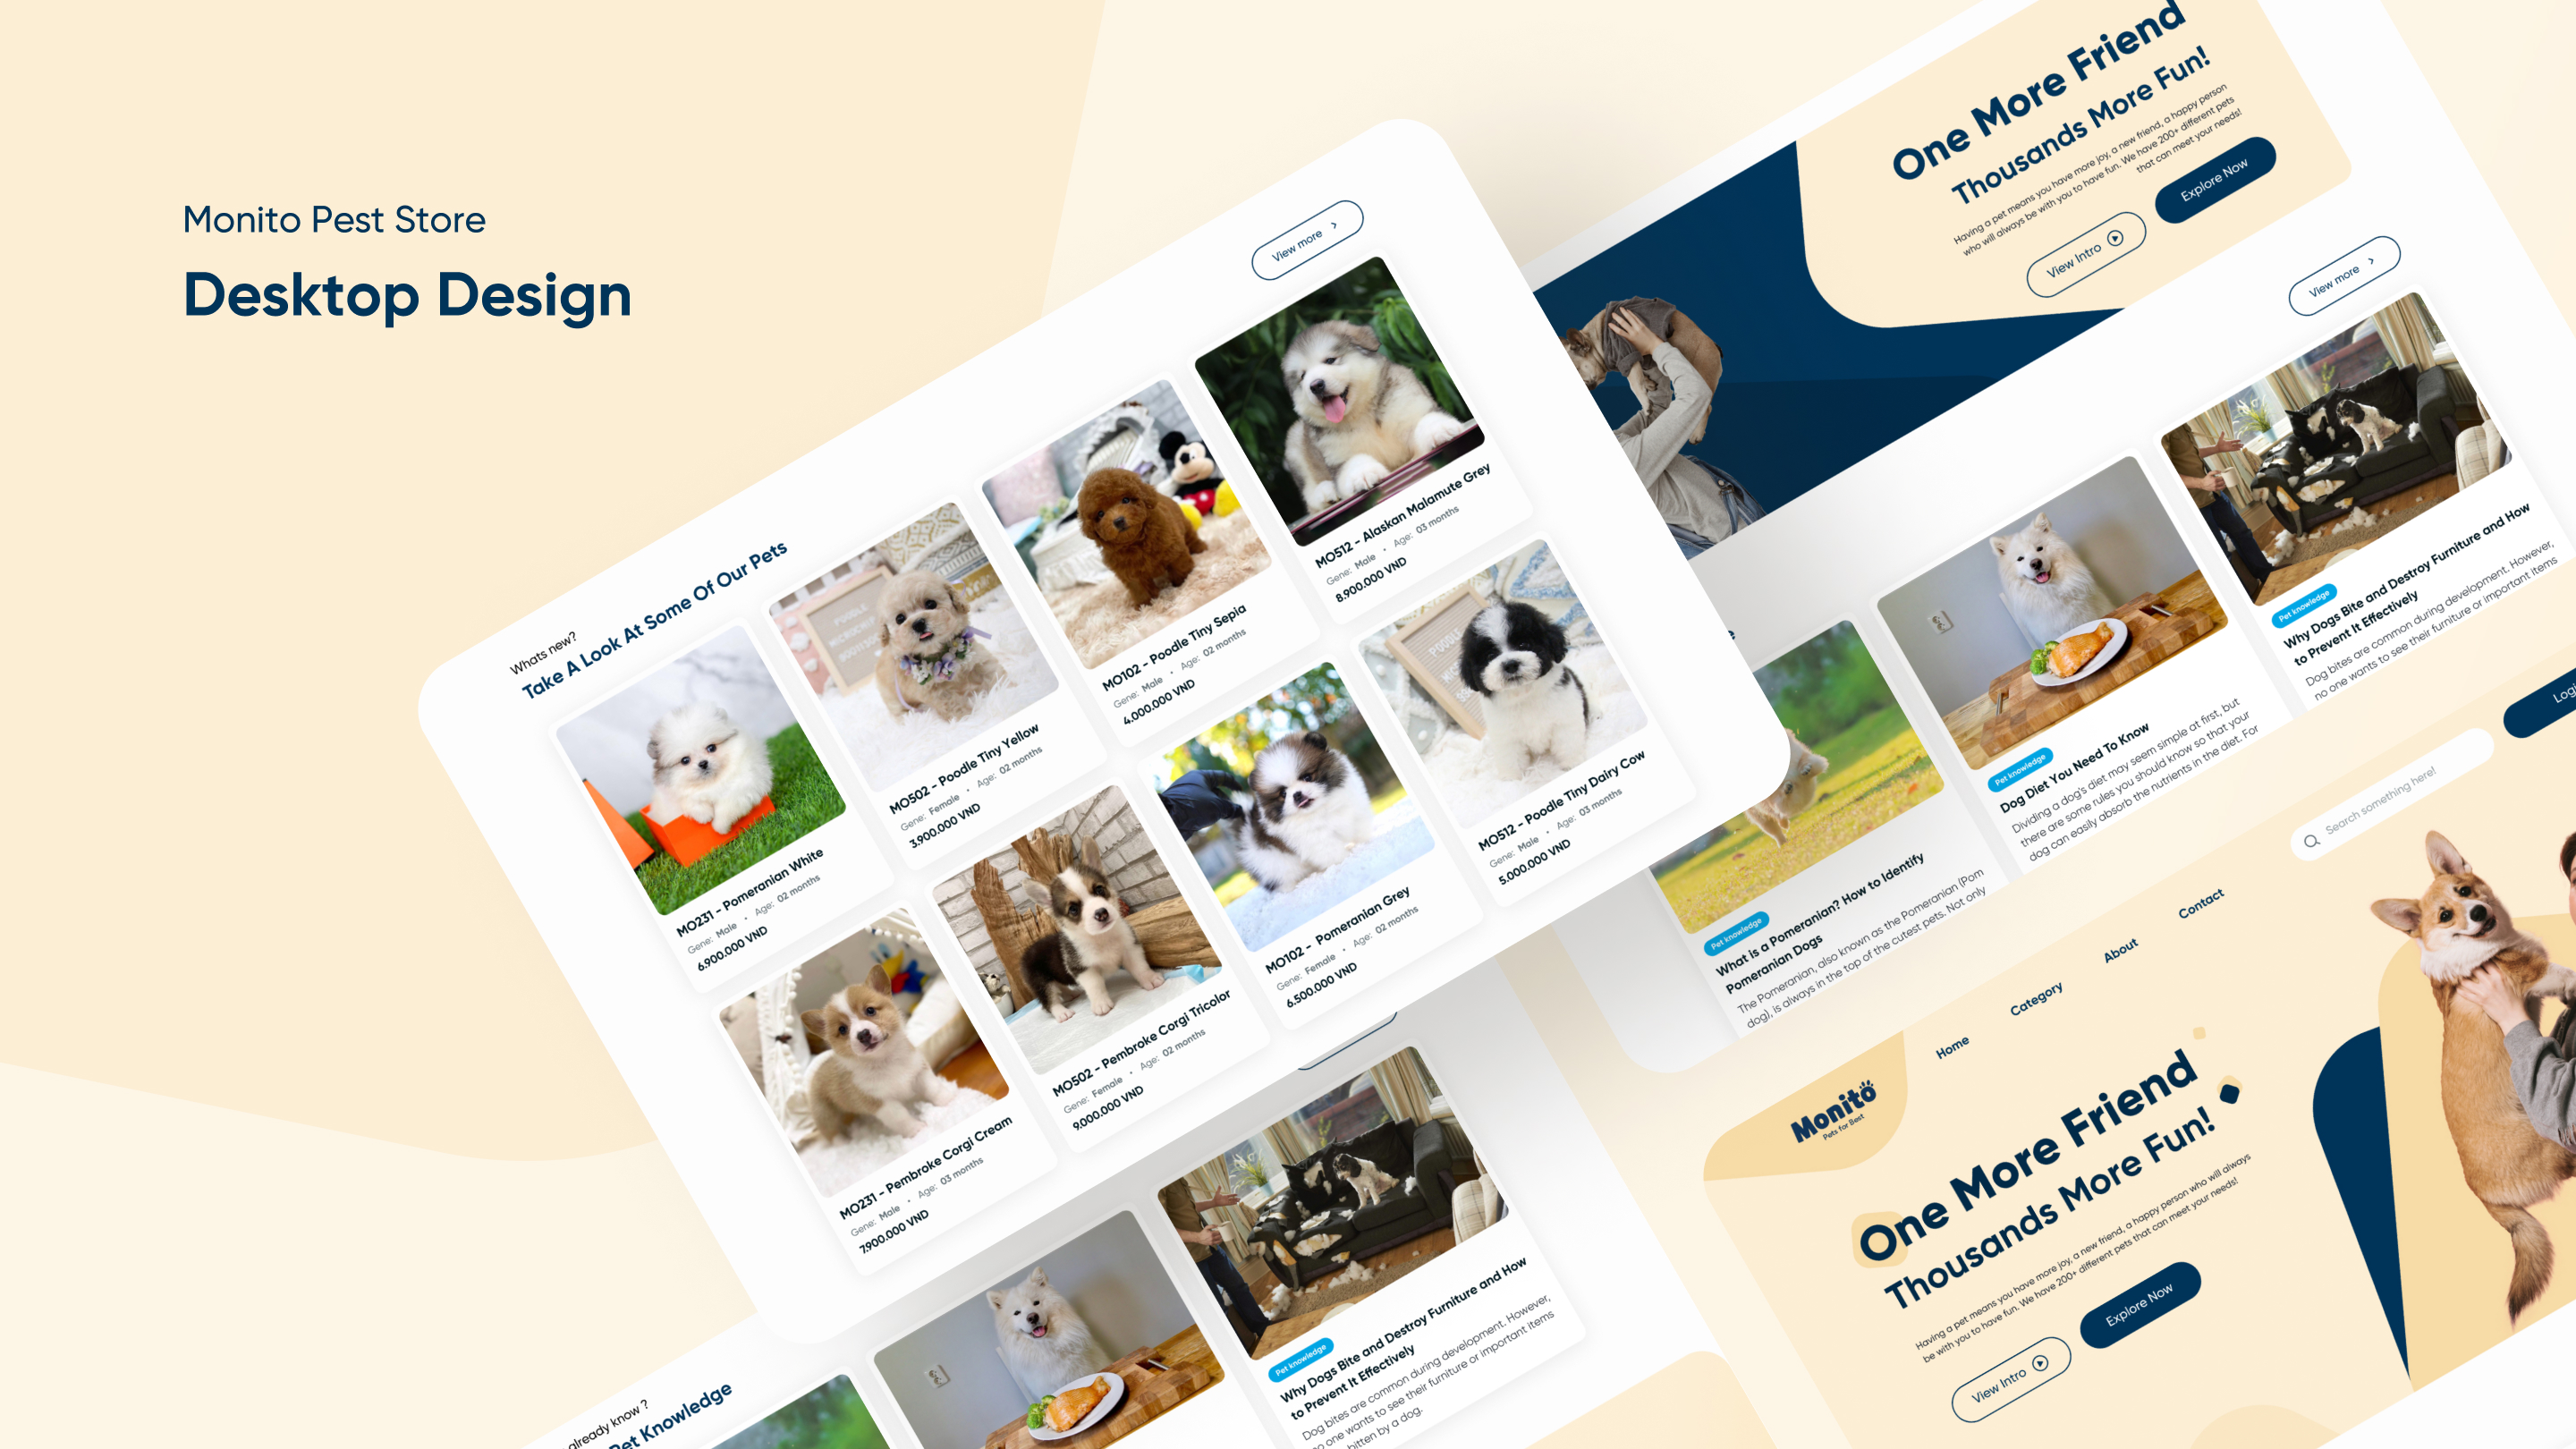 Monito Pest Store
Desktop Design
View more
Whats new?
Take A Look At Some Of Our Pets
MO231 - Pomeranian White
Gene: Male • Age: 02 months
6.900.000 VND
MO502 - Poodle Tiny Yellow
Gene: Female • Age: 02 months
3.900.000 VND
MO102 - Poodle Tiny Sepia
Gene: Male • Age: 02 months
4.000.000 VND
MO512 - Alaskan Malamute Grey
Gene: Male • Age: 03 months
8.900.000 VND
MO231 - Pembroke Corgi Cream
Gene: Male • Age: 03 months
7.900.000 VND
MO502 - Pembroke Corgi Tricolor
Gene: Female • Age: 02 months
9.000.000 VND
MO102 - Pomeranian Grey
Gene: Female • Age: 02 months
6.500.000 VND
MO512 - Poodle Tiny Dairy Cow
Gene: Male • Age: 03 months
5.000.000 VND
One More Friend
Thousands More Fun!
Having a pet means you have more joy, a new friend, a happy person
who will always be with you to have fun. We have 200+ different pets
that can meet your needs!
View Intro
Explore Now
View more
Pet knowledge
What is a Pomeranian? How to Identify
Pomeranian Dogs
The Pomeranian, also known as the Pomeranian (Pom
dog), is always in the top of the cutest pets. Not only
Pet knowledge
Dog Diet You Need To Know
Dividing a dog's diet may seem simple at first, but
there are some rules you should know so that your
dog can easily absorb the nutrients in the diet. For
Pet knowledge
Why Dogs Bite and Destroy Furniture and How
to Prevent It Effectively
Dog bites are common during development. However,
no one wants to see their furniture or important items
Monito
Pets for Best
Home
Category
About
Contact
Search something here!
One More Friend
Thousands More Fun!
Having a pet means you have more joy, a new friend, a happy person who will always
be with you to have fun. We have 200+ different pets that can meet your needs!
View Intro
Explore Now
already know ?
Pet Knowledge
Pet knowledge
Why Dogs Bite and Destroy Furniture and How
to Prevent It Effectively
Dog bites are common during development. However,
no one wants to see their furniture or important items
bitten by a dog.